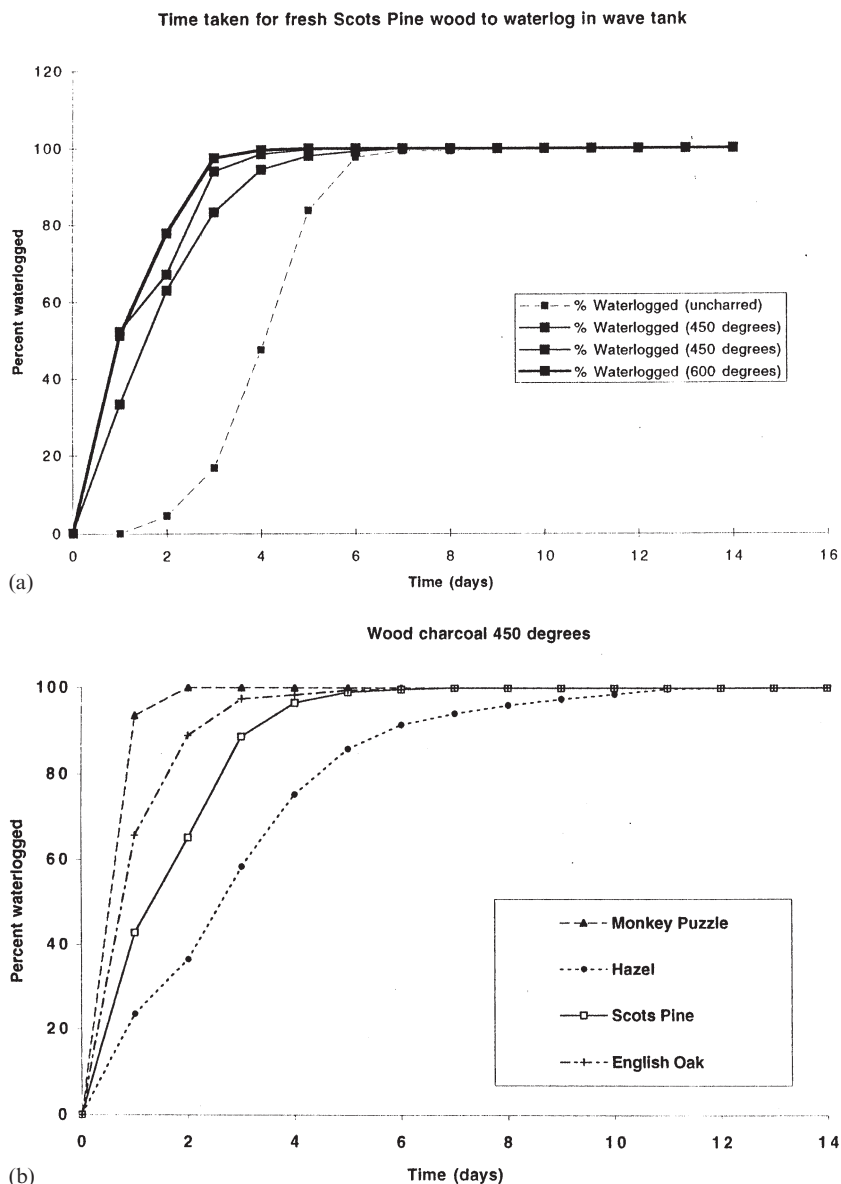 Time taken for fresh Scots Pine wood to waterlog in wave tank
120
100
80
60
40
20
0
Percent waterlogged
% Waterlogged (uncharred)
% Waterlogged (450 degrees)
% Waterlogged (450 degrees)
% Waterlogged (600 degrees)
0 2 4 6 8 10 12 14 16
Time (days)
(a)
Wood charcoal 450 degrees
100
80
60
40
20
0
Percent waterlogged
Monkey Puzzle
Hazel
Scots Pine
English Oak
0 2 4 6 8 10 12 14
Time (days)
(b)